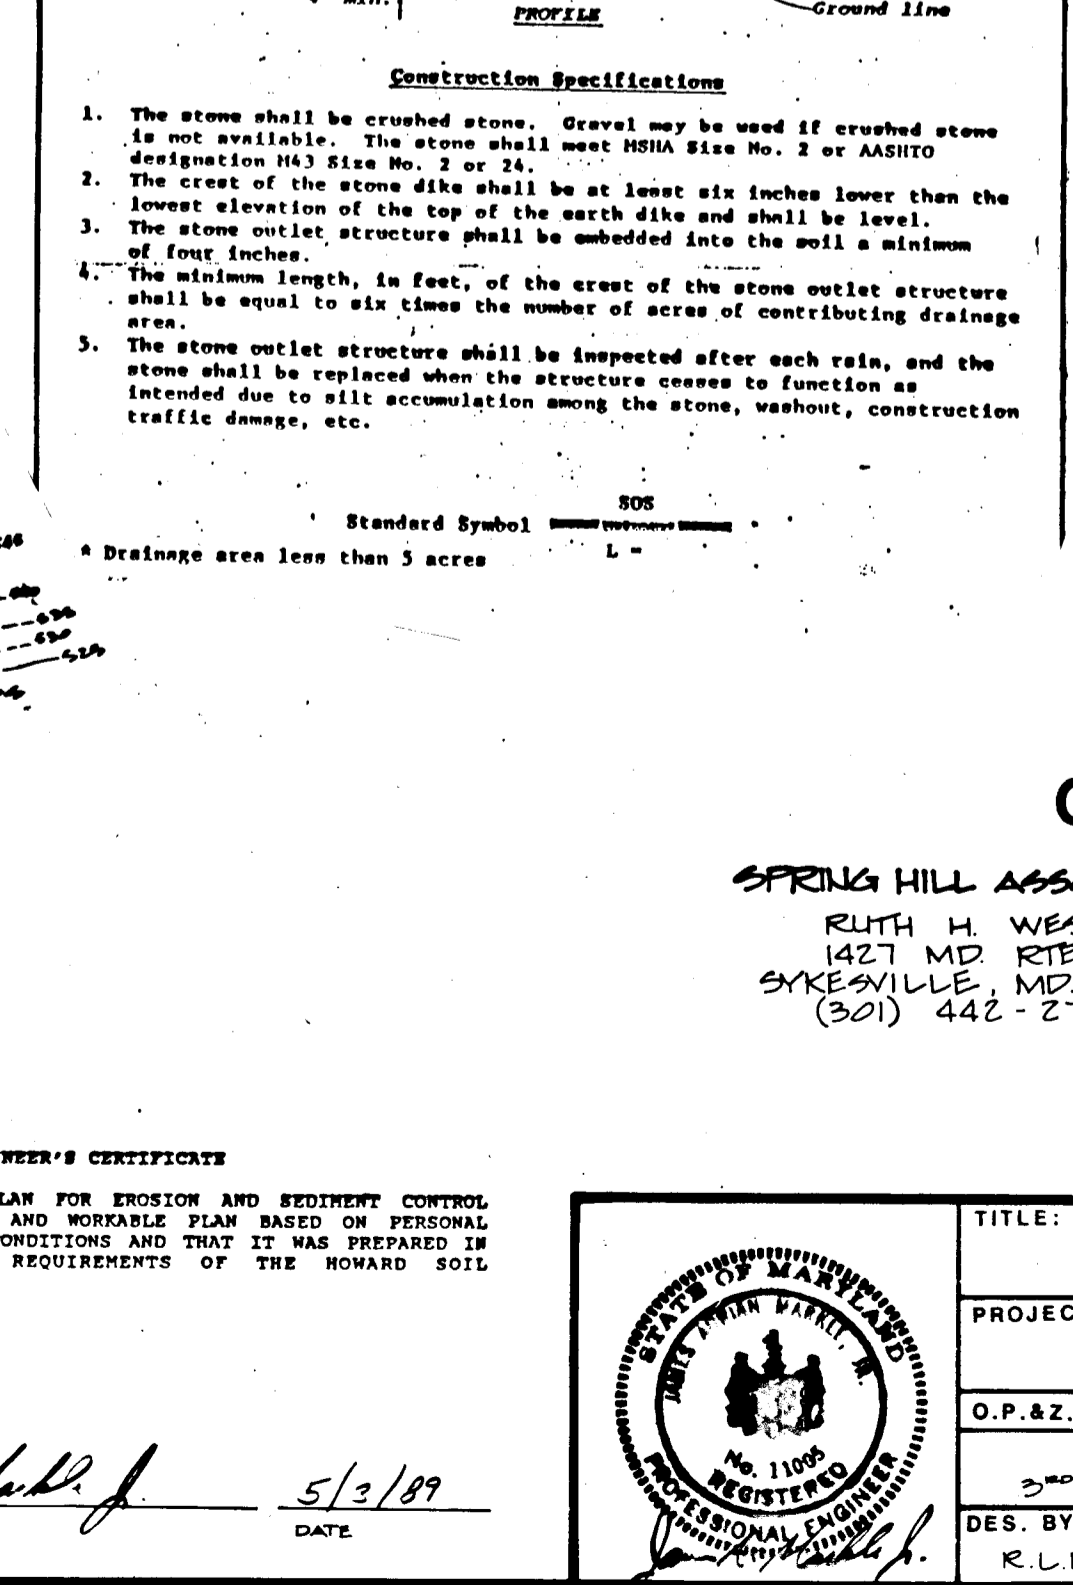 MIN.
PROFILE
Ground line
Construction Specifications
1. The stone shall be crushed stone. Gravel may be used if crushed stone
is not available. The stone shall meet MSHA Size No. 2 or AASHTO
designation M43 Size No. 2 or 24.
2. The crest of the stone dike shall be at least six inches lower than the
lowest elevation of the top of the earth dike and shall be level.
3. The stone outlet structure shall be embedded into the soil a minimum
of four inches.
4. The minimum length, in feet, of the crest of the stone outlet structure
shall be equal to six times the number of acres of contributing drainage
area.
5. The stone outlet structure shall be inspected after each rain, and the
stone shall be replaced when the structure ceases to function as
intended due to silt accumulation among the stone, washout, construction
traffic damage, etc.
SOS
Standard Symbol
L =
* Drainage area less than 5 acres
SPRING HILL ASS
RUTH H. WES
1427 MD. RTE
SYKESVILLE, MD.
(301) 442-27
NEER'S CERTIFICATE
LAN FOR EROSION AND SEDIMENT CONTROL
AND WORKABLE PLAN BASED ON PERSONAL
ONDITIONS AND THAT IT WAS PREPARED IN
REQUIREMENTS OF THE HOWARD SOIL
5/3/89
DATE
STATE OF MARYLAND
JAMES ADRIAN MARKLE, JR.
No. 11005
REGISTERED
PROFESSIONAL ENGINEER
TITLE:
PROJEC
O.P.&Z.
3RD
DES. BY
R.L.